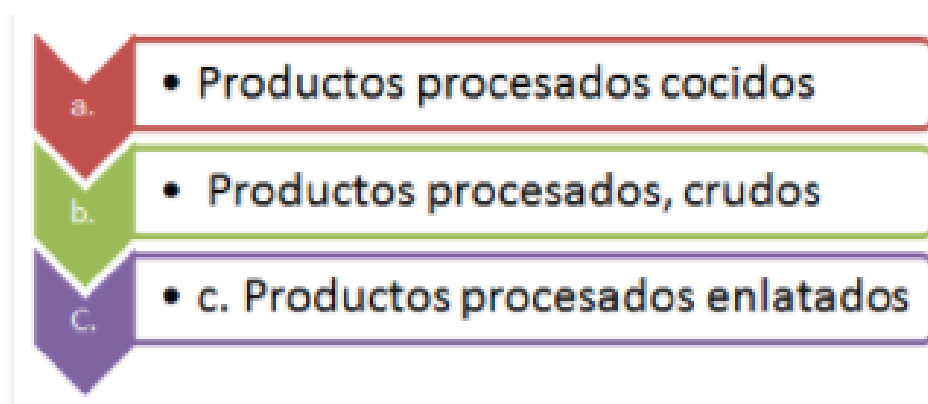 a.
• Productos procesados cocidos
b.
• Productos procesados, crudos
C.
• c. Productos procesados enlatados